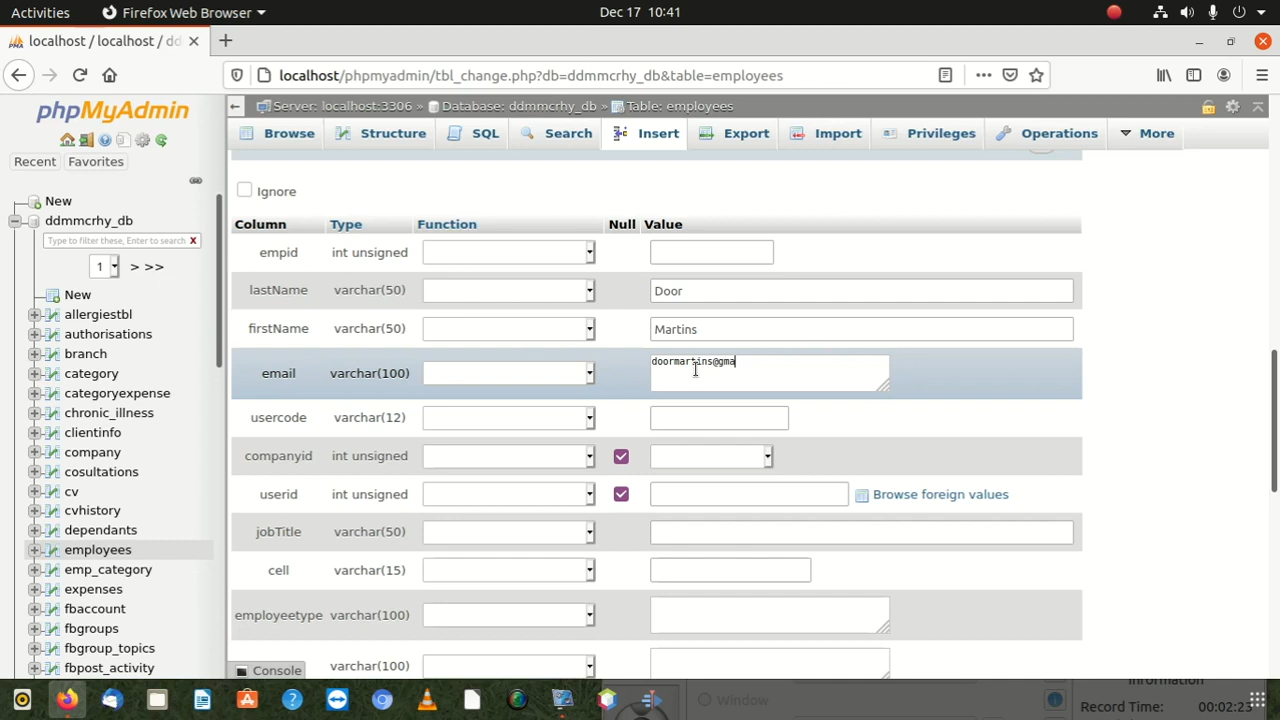 Activities Firefox Web Browser Dec 17 10:41
localhost / localhost / dd
localhost/phpmyadmin/tbl_change.php?db=ddmmcrhy_db&table=employees
phpMyAdmin
Server: localhost:3306 » Database: ddmmcrhy_db » Table: employees
Browse Structure SQL Search Insert Export Import Privileges Operations More
Recent Favorites
New
ddmmcrhy_db
Type to filter these, Enter to search X
1 > >>
New
allergiestbl
authorisations
branch
category
categoryexpense
chronic_illness
clientinfo
company
cosultations
cv
cvhistory
dependants
employees
emp_category
expenses
fbaccount
fbgroups
fbgroup_topics
fbpost_activity
Ignore
Column Type Function Null Value
empid int unsigned
lastName varchar(50) Door
firstName varchar(50) Martins
email varchar(100) doormartins@gma
usercode varchar(12)
companyid int unsigned
userid int unsigned Browse foreign values
jobTitle varchar(50)
cell varchar(15)
employeetype varchar(100)
varchar(100)
Console
Window
Information
Record Time: 00:02:23